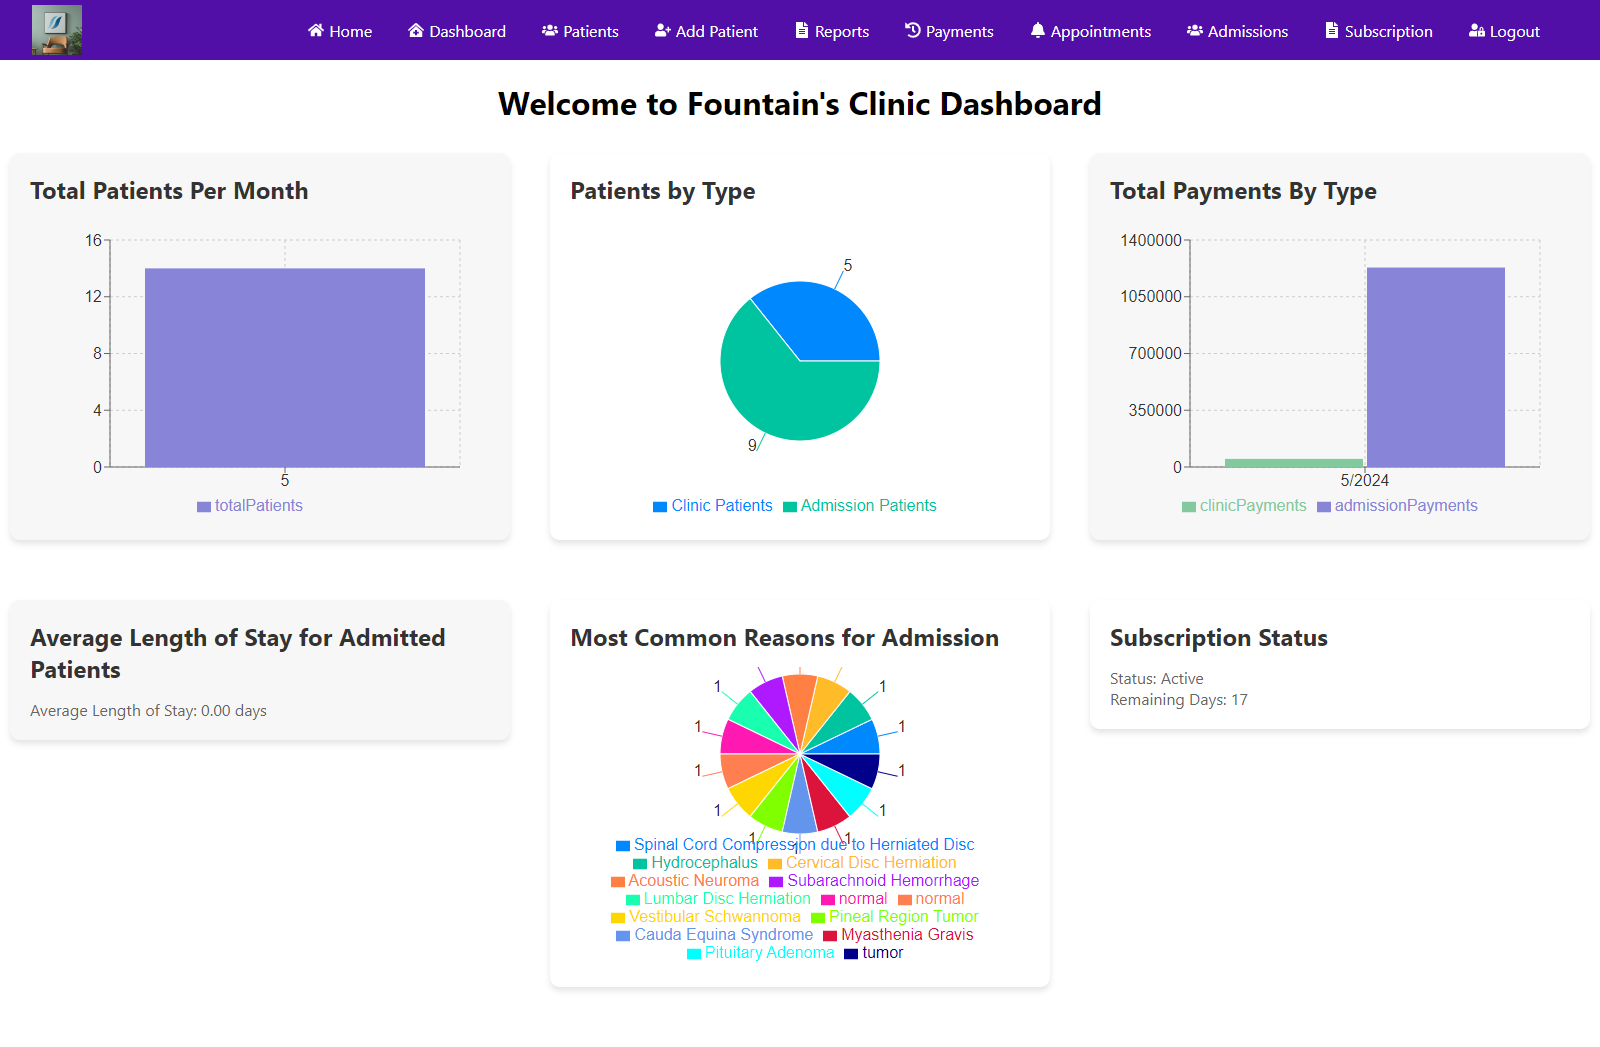 Home Dashboard Patients Add Patient Reports Payments Appointments Admissions Subscription Logout
Welcome to Fountain's Clinic Dashboard
Total Patients Per Month
16
12
8
4
0
5
totalPatients
Patients by Type
5
9
Clinic Patients Admission Patients
Total Payments By Type
1400000
1050000
700000
350000
0
5/2024
clinicPayments admissionPayments
Average Length of Stay for Admitted
Patients
Average Length of Stay: 0.00 days
Most Common Reasons for Admission
1 1
1 1
1 1
1 1
1 1
1
Spinal Cord Compression due to Herniated Disc
Hydrocephalus Cervical Disc Herniation
Acoustic Neuroma Subarachnoid Hemorrhage
Lumbar Disc Herniation normal normal
Vestibular Schwannoma Pineal Region Tumor
Cauda Equina Syndrome Myasthenia Gravis
Pituitary Adenoma tumor
Subscription Status
Status: Active
Remaining Days: 17